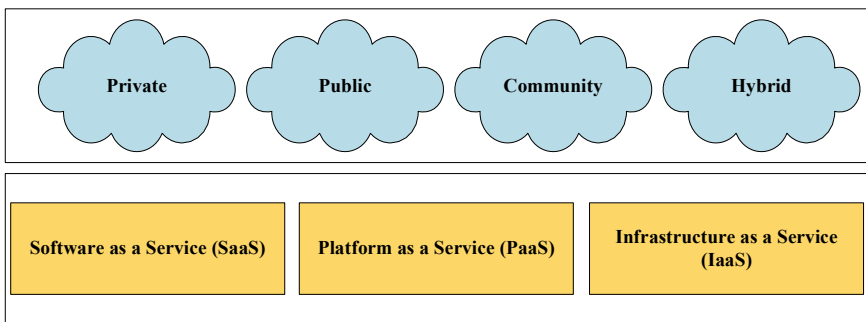 Private
Public
Community
Hybrid
Software as a Service (SaaS)
Platform as a Service (PaaS)
Infrastructure as a Service
(IaaS)